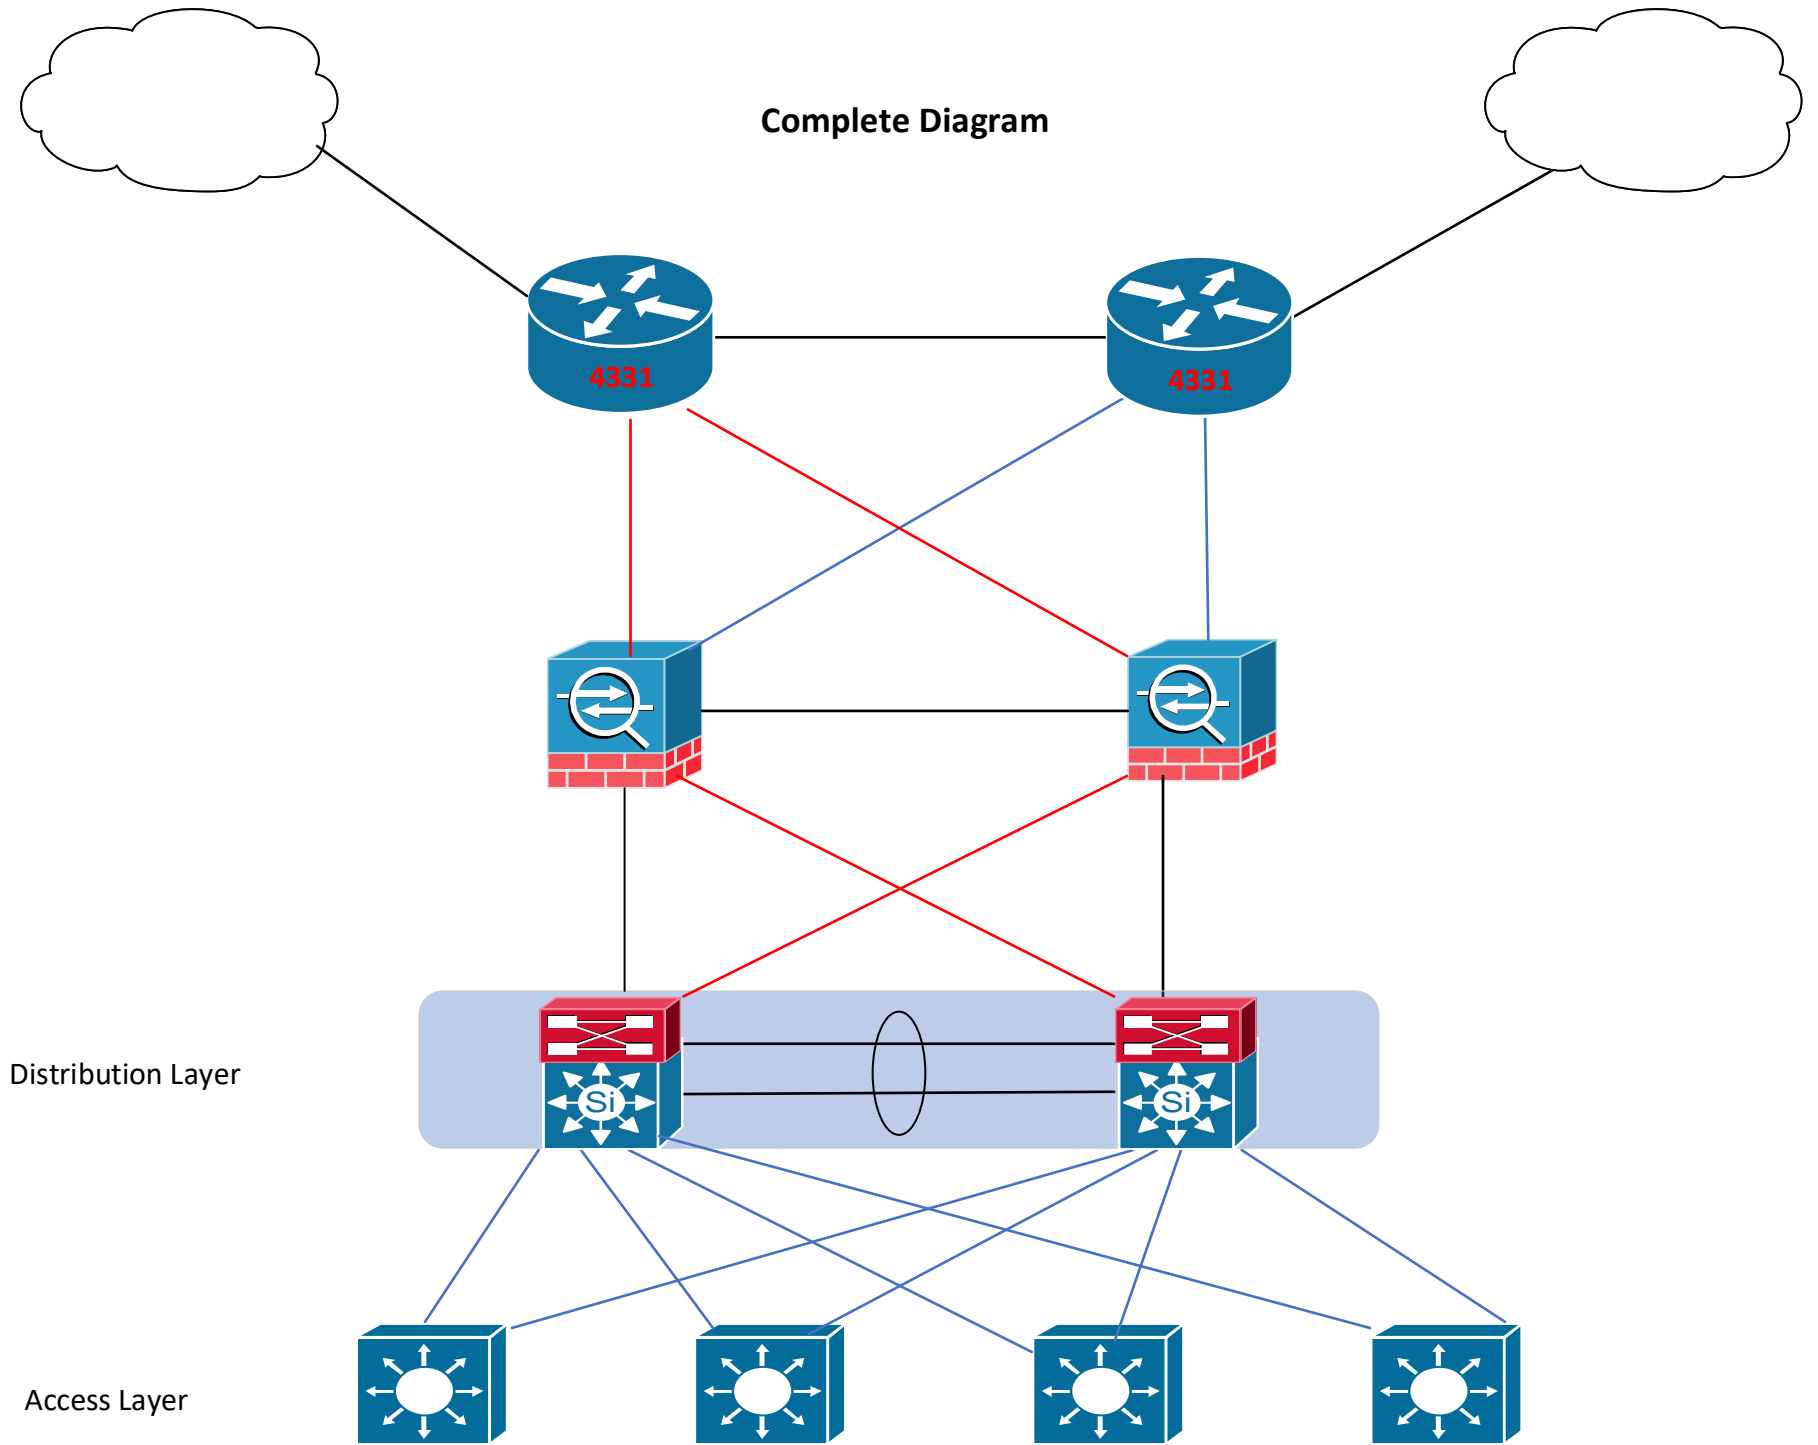 Complete Diagram
4331
4331
Distribution Layer
Si
Si
Access Layer